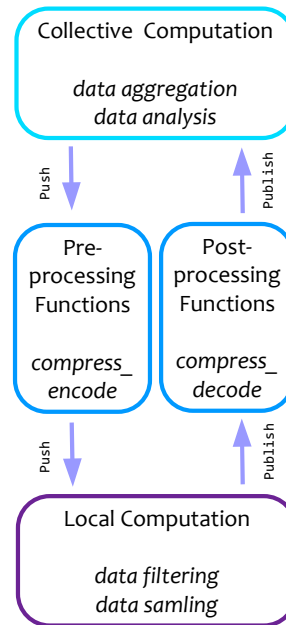 Collective Computation
data aggregation
data analysis
Push
Publish
Pre-
processing
Functions
compress_
encode
Post-
processing
Functions
compress_
decode
Push
Publish
Local Computation
data filtering
data samling